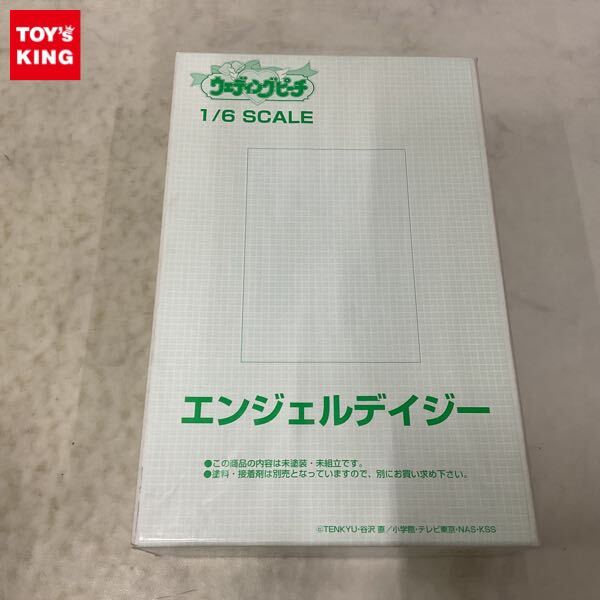 TOY's
KING
ウエディングピーチ
1/6 SCALE
エンジェルデイジー
●この商品の内容は未塗装・未組立です。
●塗料・接着剤は別売となっていますので、別にお買い求め下さい。
©TENKYU・谷沢 直／小学館・テレビ東京・NAS・KSS